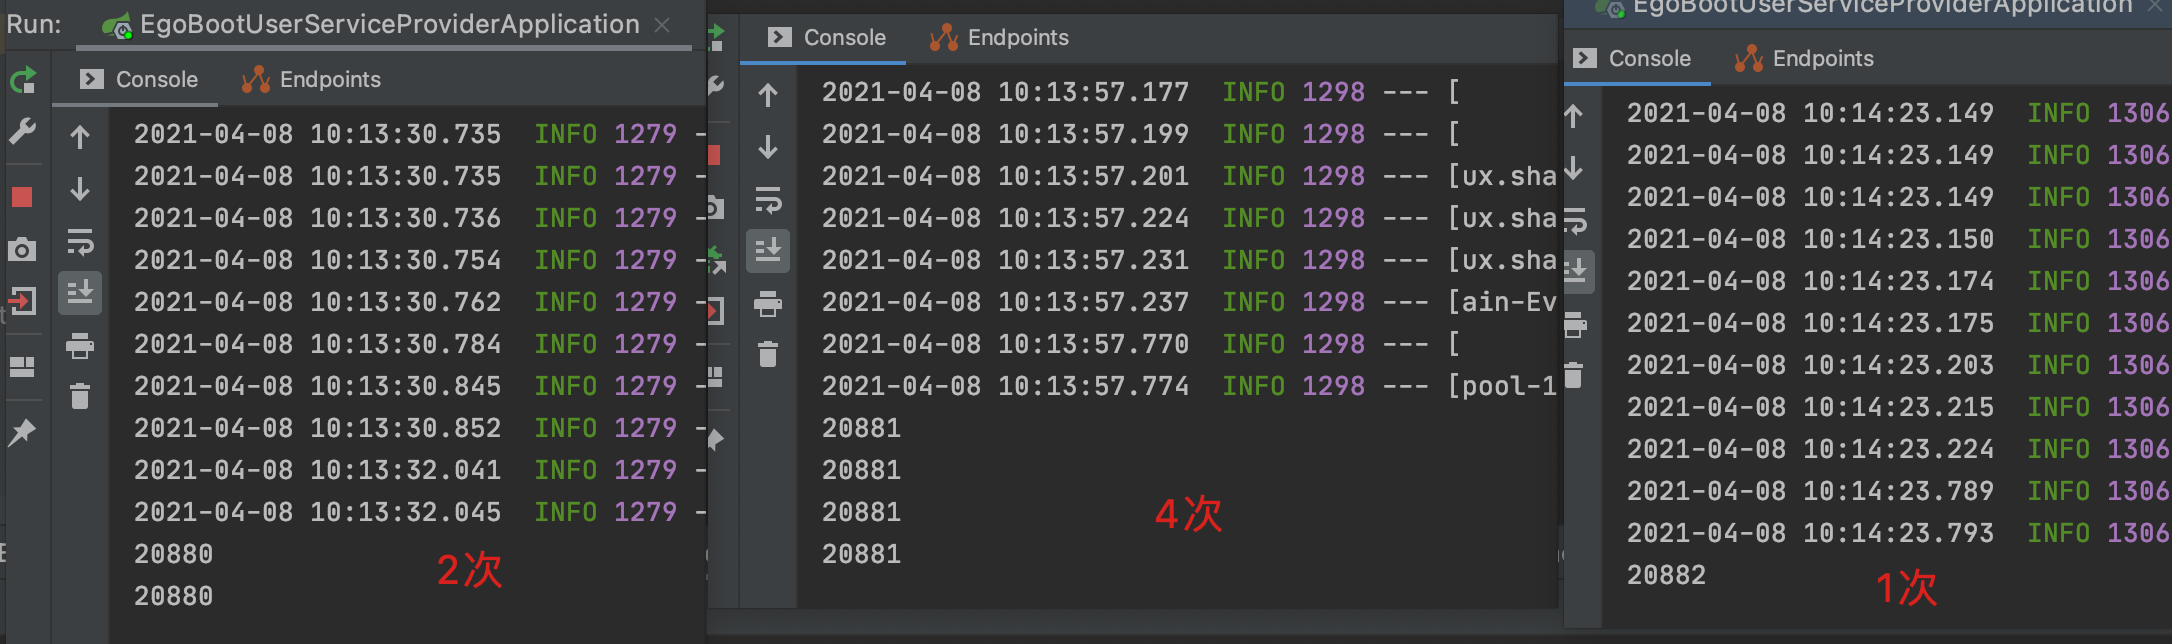 Run: EgoBootUserServiceProviderApplication
Console Endpoints
2021-04-08 10:13:30.735 INFO 1279 -
2021-04-08 10:13:30.735 INFO 1279 -
2021-04-08 10:13:30.736 INFO 1279 -
2021-04-08 10:13:30.754 INFO 1279 -
2021-04-08 10:13:30.762 INFO 1279 -
2021-04-08 10:13:30.784 INFO 1279 -
2021-04-08 10:13:30.845 INFO 1279 -
2021-04-08 10:13:30.852 INFO 1279 -
2021-04-08 10:13:32.041 INFO 1279 -
2021-04-08 10:13:32.045 INFO 1279 -
20880
20880
2次
Console Endpoints
2021-04-08 10:13:57.177 INFO 1298 --- [
2021-04-08 10:13:57.199 INFO 1298 --- [
2021-04-08 10:13:57.201 INFO 1298 --- [ux.sha
2021-04-08 10:13:57.224 INFO 1298 --- [ux.sha
2021-04-08 10:13:57.231 INFO 1298 --- [ux.sha
2021-04-08 10:13:57.237 INFO 1298 --- [ain-Ev
2021-04-08 10:13:57.770 INFO 1298 --- [
2021-04-08 10:13:57.774 INFO 1298 --- [pool-1
20881
20881
20881
20881
4次
EgoBootUserServiceProviderApplication
Console Endpoints
2021-04-08 10:14:23.149 INFO 1306
2021-04-08 10:14:23.149 INFO 1306
2021-04-08 10:14:23.149 INFO 1306
2021-04-08 10:14:23.150 INFO 1306
2021-04-08 10:14:23.174 INFO 1306
2021-04-08 10:14:23.175 INFO 1306
2021-04-08 10:14:23.203 INFO 1306
2021-04-08 10:14:23.215 INFO 1306
2021-04-08 10:14:23.224 INFO 1306
2021-04-08 10:14:23.789 INFO 1306
2021-04-08 10:14:23.793 INFO 1306
20882
1次